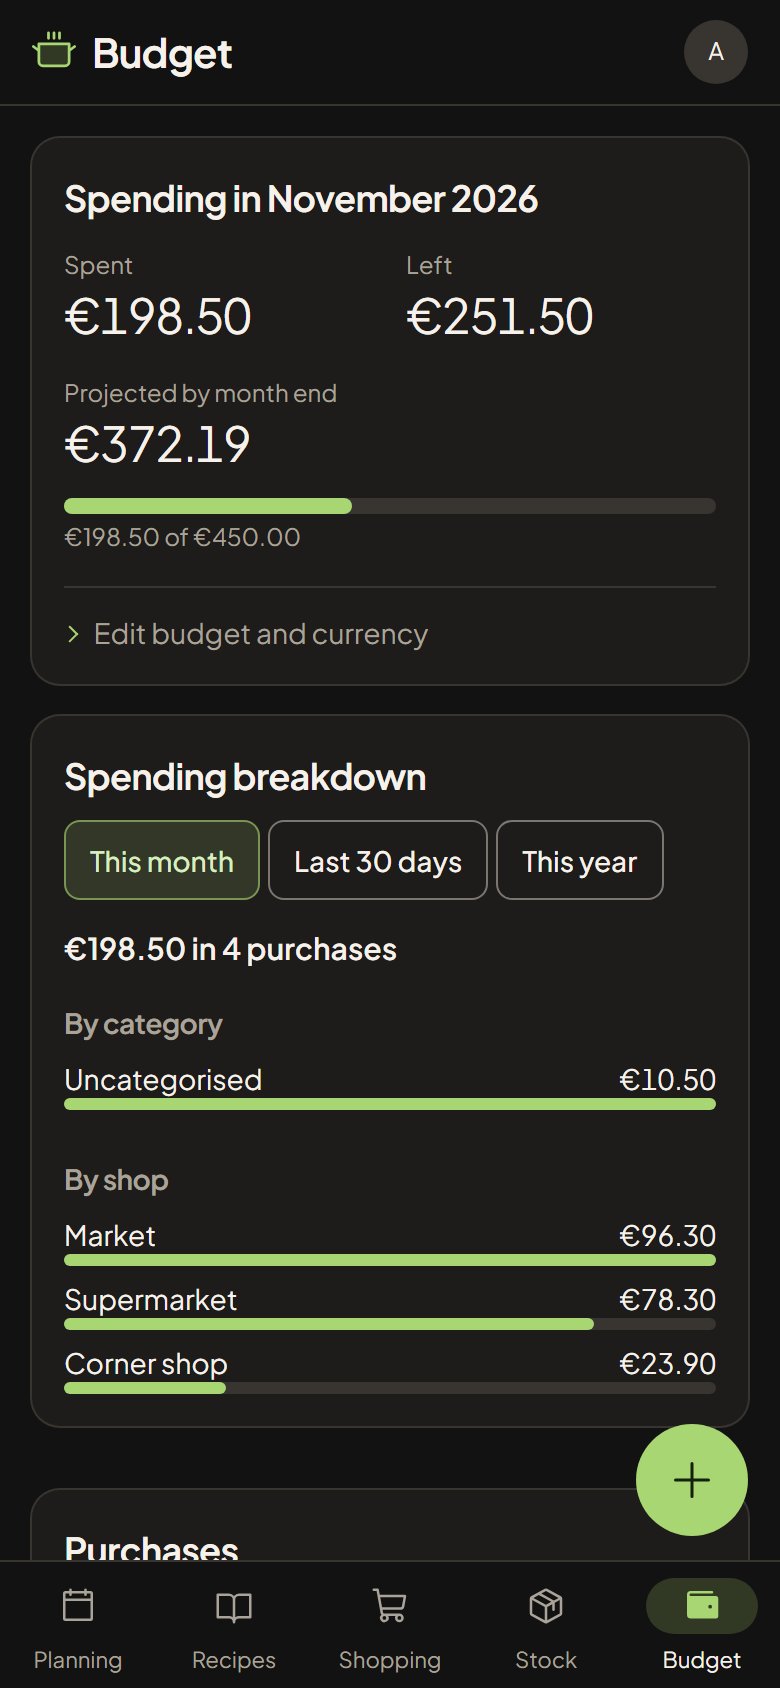 Budget
A
Spending in November 2026
Spent
Left
€198.50
€251.50
Projected by month end
€372.19
€198.50 of €450.00
Edit budget and currency
Spending breakdown
This month
Last 30 days
This year
€198.50 in 4 purchases
By category
Uncategorised €10.50
By shop
Market €96.30
Supermarket €78.30
Corner shop €23.90
Purchases
Planning
Recipes
Shopping
Stock
Budget